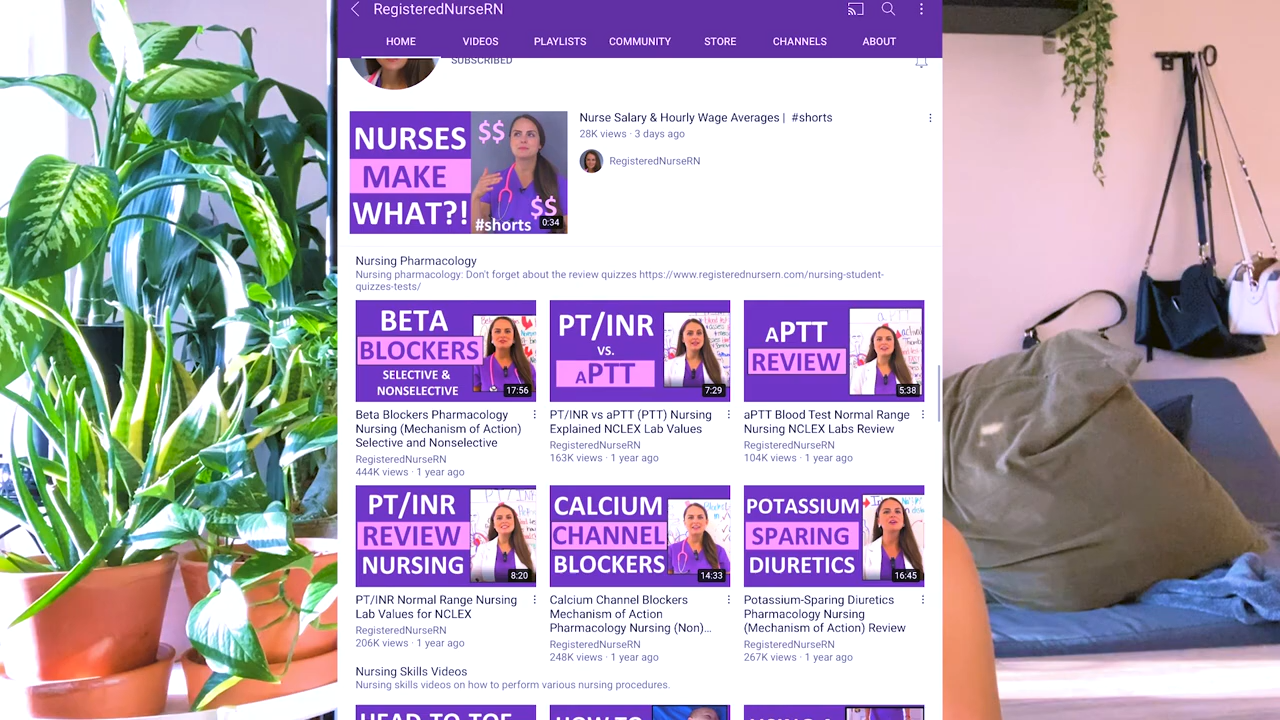 RegisteredNurseRN
HOME VIDEOS PLAYLISTS COMMUNITY STORE CHANNELS ABOUT
SUBSCRIBED
NURSES
MAKE
WHAT?!
$$
$$
#shorts
0:34
Nurse Salary & Hourly Wage Averages | #shorts
28K views · 3 days ago
RegisteredNurseRN
Nursing Pharmacology
Nursing pharmacology: Don't forget about the review quizzes https://www.registerednursern.com/nursing-student-
quizzes-tests/
BETA
BLOCKERS
SELECTIVE &
NONSELECTIVE
17:56
Beta Blockers Pharmacology
Nursing (Mechanism of Action)
Selective and Nonselective
RegisteredNurseRN
444K views · 1 year ago
PT/INR
VS.
aPTT
7:29
PT/INR vs aPTT (PTT) Nursing
Explained NCLEX Lab Values
RegisteredNurseRN
163K views · 1 year ago
aPTT
REVIEW
5:38
aPTT Blood Test Normal Range
Nursing NCLEX Labs Review
RegisteredNurseRN
104K views · 1 year ago
PT/INR
REVIEW
NURSING
8:20
PT/INR Normal Range Nursing
Lab Values for NCLEX
RegisteredNurseRN
206K views · 1 year ago
CALCIUM
CHANNEL
BLOCKERS
14:33
Calcium Channel Blockers
Mechanism of Action
Pharmacology Nursing (Non)...
RegisteredNurseRN
248K views · 1 year ago
POTASSIUM
SPARING
DIURETICS
16:45
Potassium-Sparing Diuretics
Pharmacology Nursing
(Mechanism of Action) Review
RegisteredNurseRN
267K views · 1 year ago
Nursing Skills Videos
Nursing skills videos on how to perform various nursing procedures.
HEAD-TO-TOE
HOW TO
USING A